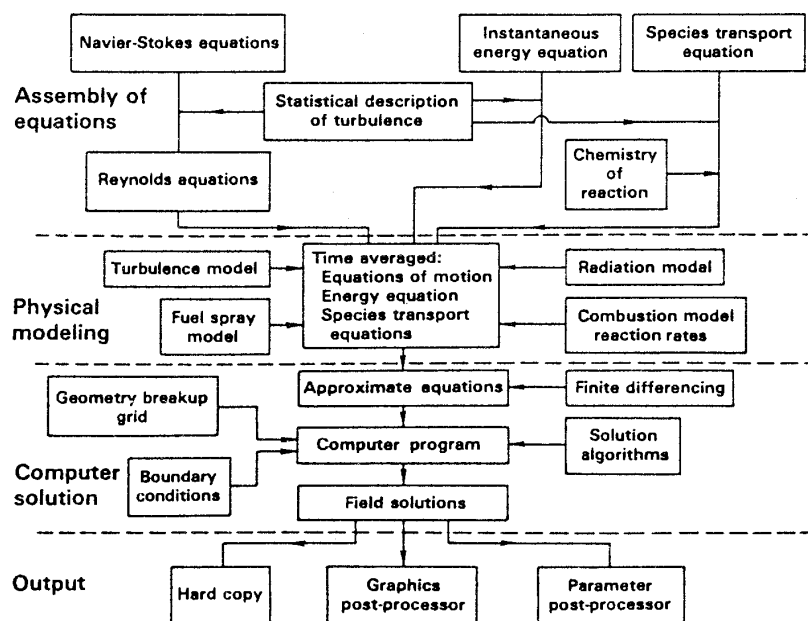 Navier-Stokes equations
Instantaneous
energy equation
Species transport
equation
Assembly of
equations
Statistical description
of turbulence
Reynolds equations
Chemistry
of
reaction
Physical
modeling
Turbulence model
Time averaged:
Equations of motion
Energy equation
Species transport
equations
Radiation modal
Fuel spray
model
Combustion model
reaction rates
Computer
solution
Approximate equations
Finite differencing
Geometry breakup
grid
Computer program
Solution
algorithms
Boundary
conditions
Field solutions
Output
Hard copy
Graphics
post-processor
Parameter
post-processor